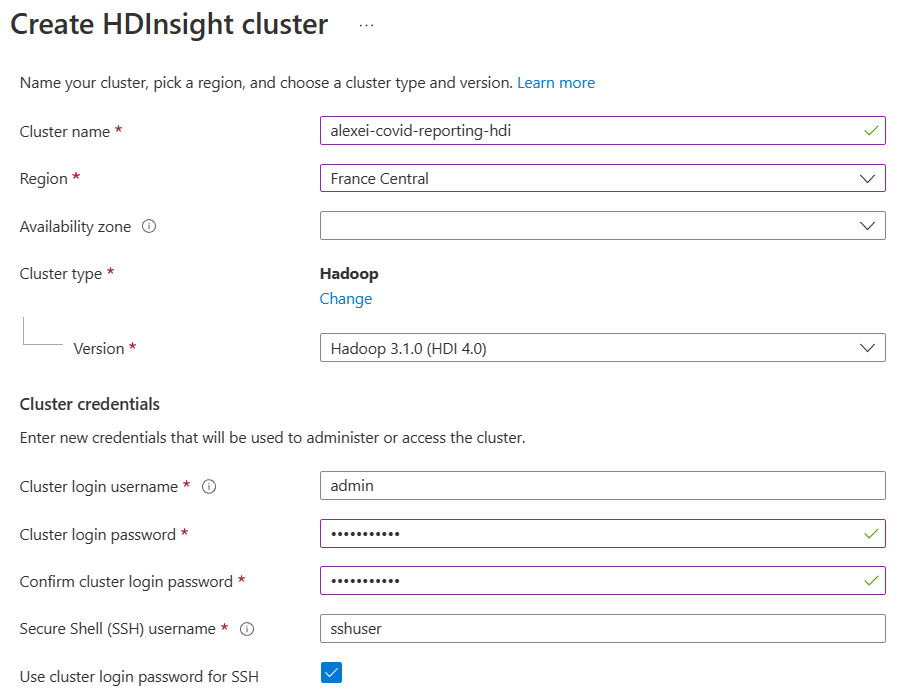 Create HDInsight cluster ...
Name your cluster, pick a region, and choose a cluster type and version. Learn more
Cluster name * alexei-covid-reporting-hdi
Region * France Central
Availability zone
Cluster type * Hadoop
Change
Version * Hadoop 3.1.0 (HDI 4.0)
Cluster credentials
Enter new credentials that will be used to administer or access the cluster.
Cluster login username * admin
Cluster login password * •••••••••••
Confirm cluster login password * •••••••••••
Secure Shell (SSH) username * sshuser
Use cluster login password for SSH